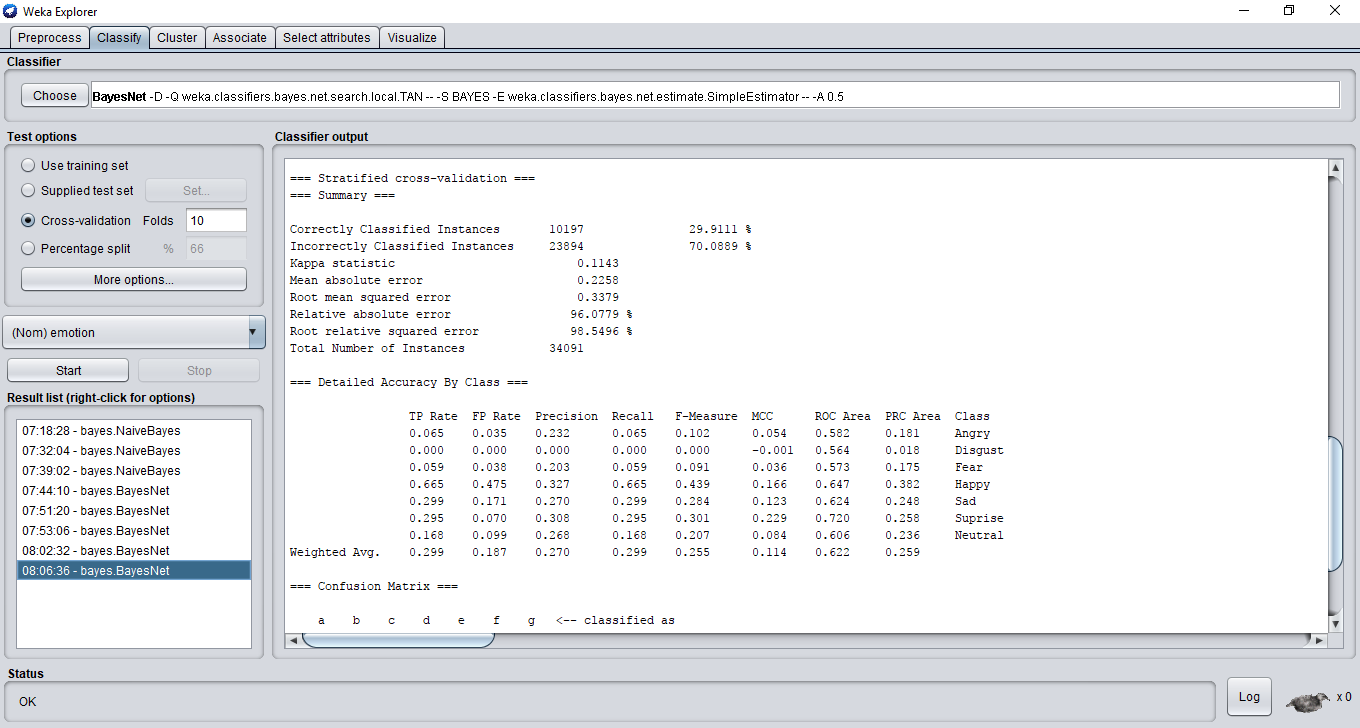 Weka Explorer
Preprocess Classify Cluster Associate Select attributes Visualize
Classifier
Choose BayesNet -D -Q weka.classifiers.bayes.net.search.local.TAN -- -S BAYES -E weka.classifiers.bayes.net.estimate.SimpleEstimator -- -A 0.5
Test options
Use training set
Supplied test set Set...
Cross-validation Folds 10
Percentage split % 66
More options...
(Nom) emotion
Start Stop
Result list (right-click for options)
07:18:28 - bayes.NaiveBayes
07:32:04 - bayes.NaiveBayes
07:39:02 - bayes.NaiveBayes
07:44:10 - bayes.BayesNet
07:51:20 - bayes.BayesNet
07:53:06 - bayes.BayesNet
08:02:32 - bayes.BayesNet
08:06:36 - bayes.BayesNet
Classifier output
=== Stratified cross-validation ===
=== Summary ===
Correctly Classified Instances 10197 29.9111 %
Incorrectly Classified Instances 23894 70.0889 %
Kappa statistic 0.1143
Mean absolute error 0.2258
Root mean squared error 0.3379
Relative absolute error 96.0779 %
Root relative squared error 98.5496 %
Total Number of Instances 34091
=== Detailed Accuracy By Class ===
TP Rate FP Rate Precision Recall F-Measure MCC ROC Area PRC Area Class
0.065 0.035 0.232 0.065 0.102 0.054 0.582 0.181 Angry
0.000 0.000 0.000 0.000 0.000 -0.001 0.564 0.018 Disgust
0.059 0.038 0.203 0.059 0.091 0.036 0.573 0.175 Fear
0.665 0.475 0.327 0.665 0.439 0.166 0.647 0.382 Happy
0.299 0.171 0.270 0.299 0.284 0.123 0.624 0.248 Sad
0.295 0.070 0.308 0.295 0.301 0.229 0.720 0.258 Suprise
0.168 0.099 0.268 0.168 0.207 0.084 0.606 0.236 Neutral
Weighted Avg. 0.299 0.187 0.270 0.299 0.255 0.114 0.622 0.259
=== Confusion Matrix ===
a b c d e f g <-- classified as
Status
OK
Log x 0